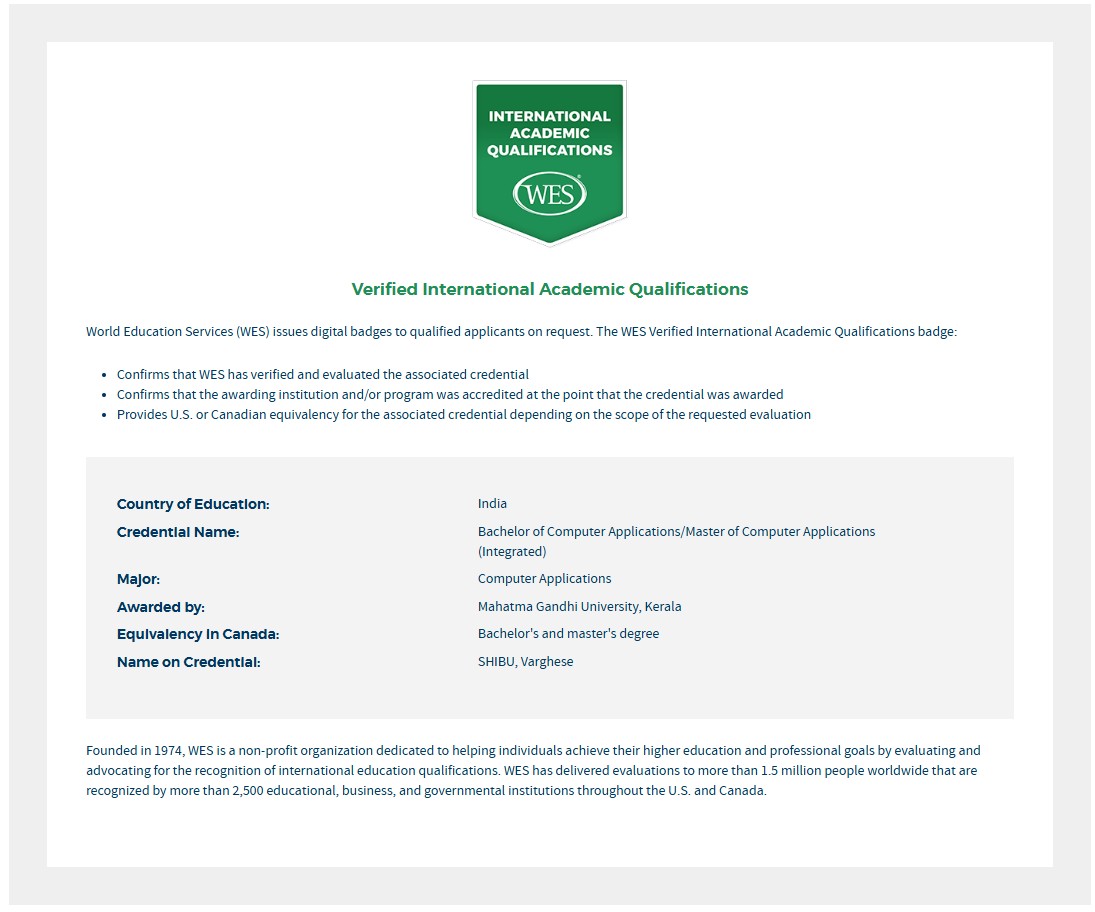 INTERNATIONAL
ACADEMIC
QUALIFICATIONS
WES®
Verified International Academic Qualifications
World Education Services (WES) issues digital badges to qualified applicants on request. The WES Verified International Academic Qualifications badge:
• Confirms that WES has verified and evaluated the associated credential
• Confirms that the awarding institution and/or program was accredited at the point that the credential was awarded
• Provides U.S. or Canadian equivalency for the associated credential depending on the scope of the requested evaluation
Country of Education: India
Credential Name: Bachelor of Computer Applications/Master of Computer Applications
(Integrated)
Major: Computer Applications
Awarded by: Mahatma Gandhi University, Kerala
Equivalency in Canada: Bachelor's and master's degree
Name on Credential: SHIBU, Varghese
Founded in 1974, WES is a non-profit organization dedicated to helping individuals achieve their higher education and professional goals by evaluating and
advocating for the recognition of international education qualifications. WES has delivered evaluations to more than 1.5 million people worldwide that are
recognized by more than 2,500 educational, business, and governmental institutions throughout the U.S. and Canada.